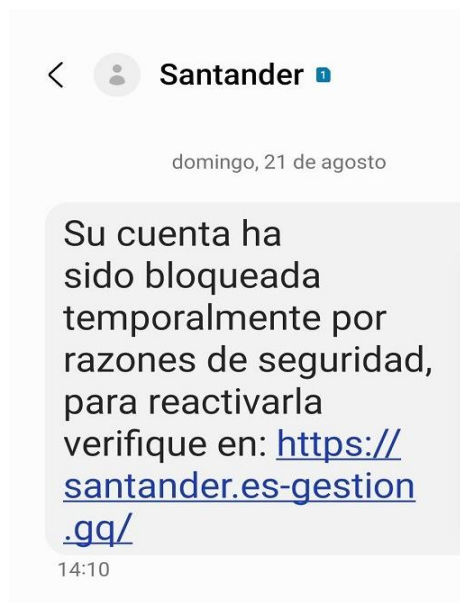 Santander 1
domingo, 21 de agosto
Su cuenta ha
sido bloqueada
temporalmente por
razones de seguridad,
para reactivarla
verifique en: https://
santander.es-gestion
.gq/
14:10